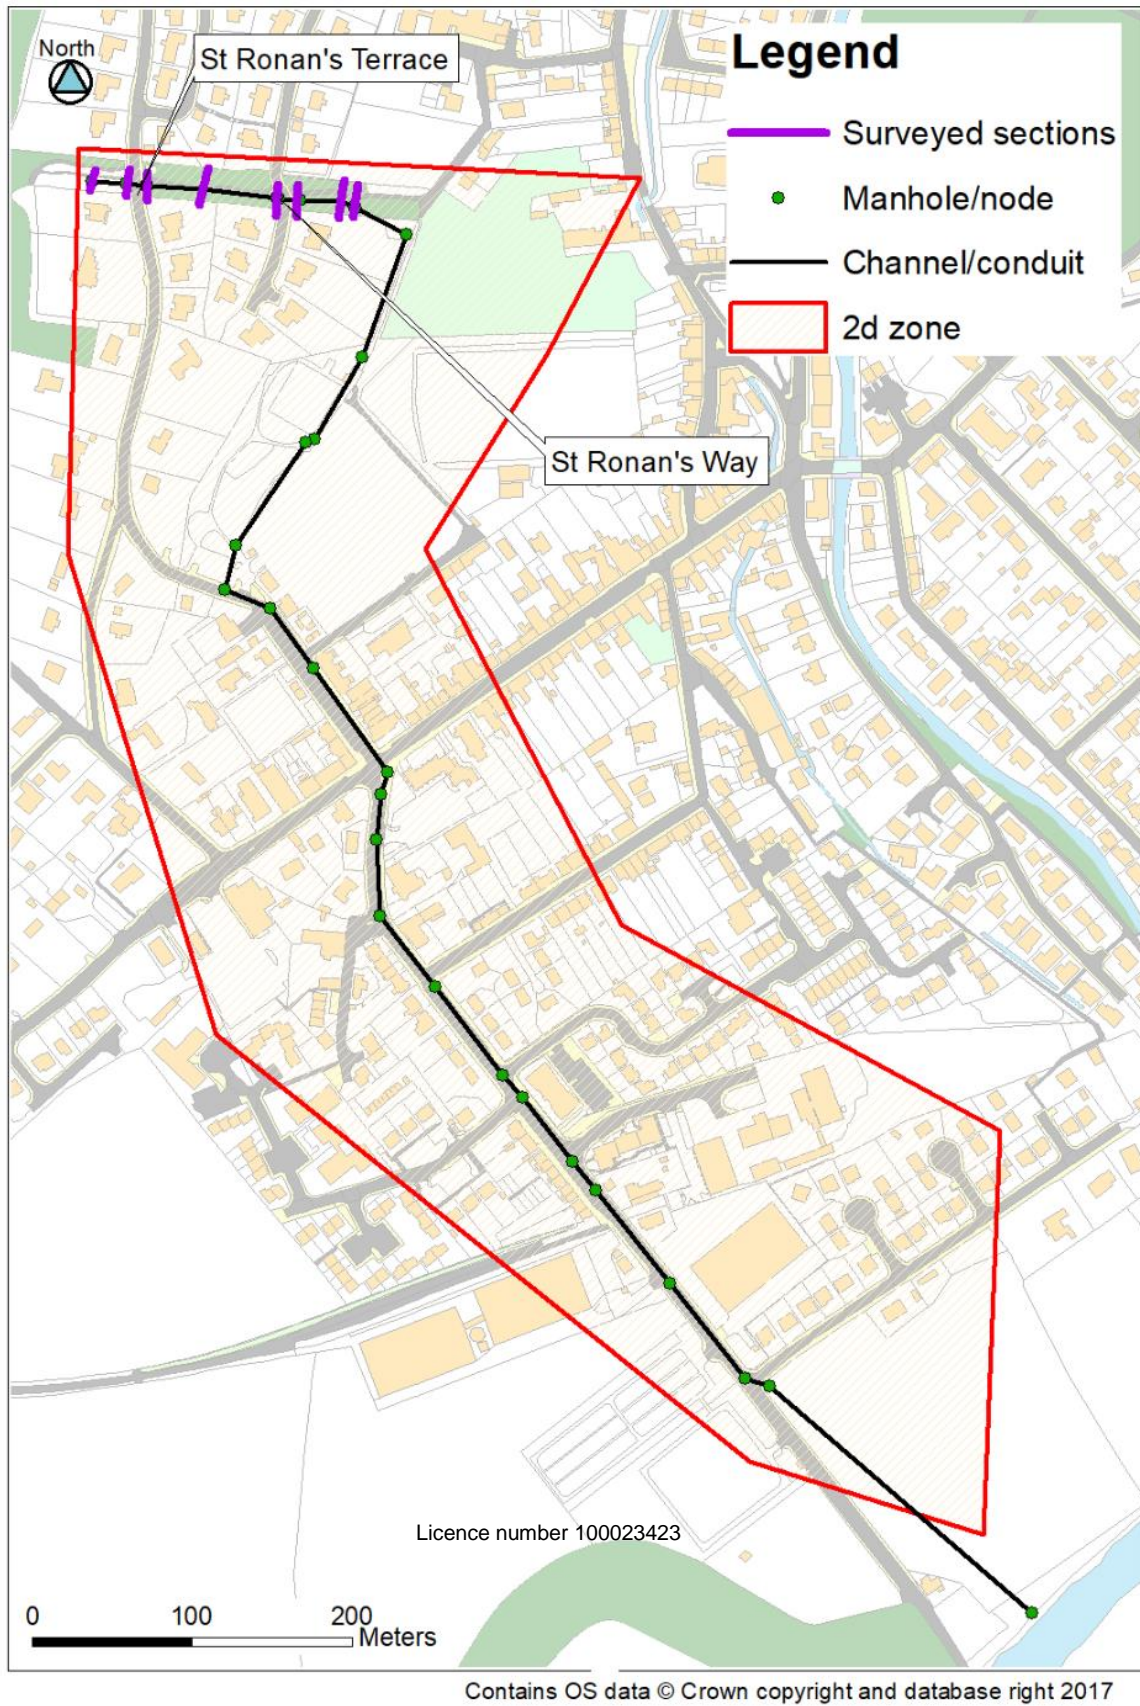 North
St Ronan's Terrace
Legend
Surveyed sections
Manhole/node
Channel/conduit
2d zone
St Ronan's Way
Licence number 100023423
0 100 200
Meters
Contains OS data © Crown copyright and database right 2017